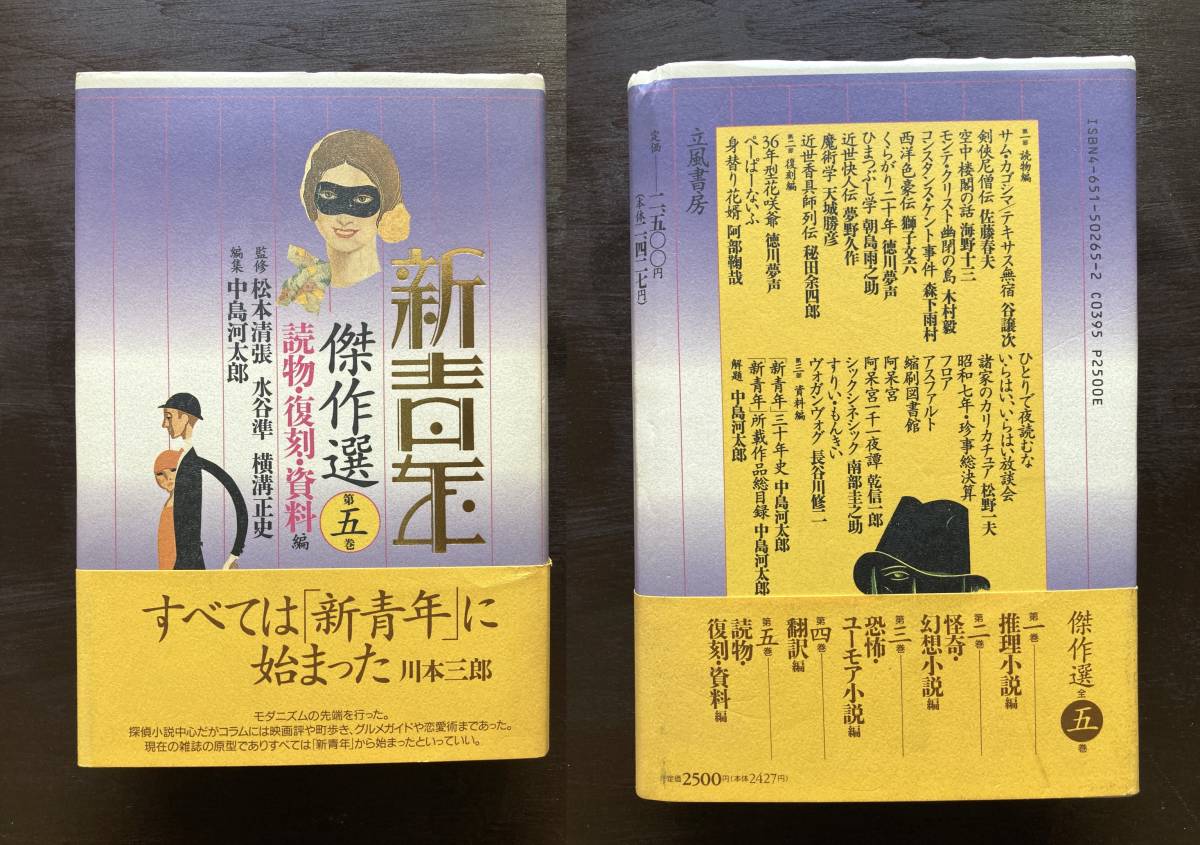 新青年
傑作選
第五巻
読物・復刻・資料編
監修 松本清張 水谷準 横溝正史
編集 中島河太郎
すべては「新青年」に
始まった 川本三郎
モダニズムの先端を行った。
探偵小説中心だがコラムには映画評や町歩き、グルメガイドや恋愛術まであった。
現在の雑誌の原型でありすべては「新青年」から始まったといっていい。
ISBN4-651-50265-2 C0395 P2500E
第一部 読物編
サム・カゴシマ/テキサス無宿 谷譲次
剣侠尼僧伝 佐藤春夫
空中楼閣の話 海野十三
モンテ・クリスト幽閉の島 木村毅
コンスタンス・ケント事件 森下雨村
西洋色豪伝 獅子文六
くらがり二十年 徳川夢声
ひまつぶし学 朝島雨之助
近世快人伝 夢野久作
魔術学 天城勝彦
近世香具師列伝 秘田余四郎
第二部 復刻編
36年型花咲爺 徳川夢声
ぺーぱーないふ
身替り花婿 阿部鞠哉
ひとりで夜読むな
いらはい、いらはい放談会
諸家のカリカチュア 松野一夫
昭和七年・珍事総決算
フロア
アスファルト
縮刷図書館
阿呆宮
阿呆宮一千一夜譚 乾信一郎
シックシネシック 南部圭之助
すりい・もんきい
ヴォガンヴォグ 長谷川修二
第三部 資料編
「新青年」三十年史 中島河太郎
「新青年」所載作品総目録 中島河太郎
解題 中島河太郎
立風書房
定価──二、五〇〇円
(本体二、四二七円)
傑作選 全五巻
第一巻 推理小説編
第二巻 怪奇・幻想小説編
第三巻 恐怖・ユーモア小説編
第四巻 翻訳編
第五巻 読物・復刻・資料編
定価2500円(本体2427円)